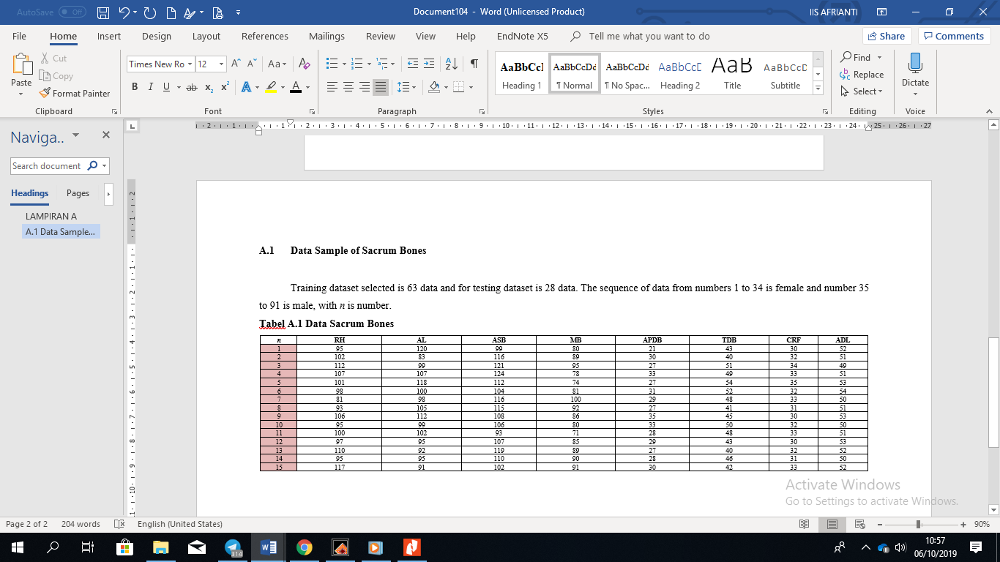 AutoSave Off Document104 - Word (Unlicensed Product) IIS AFRIANTI
File Home Insert Design Layout References Mailings Review View Help EndNote X5 Tell me what you want to do Share Comments
Paste Cut Copy Format Painter
Times New Ro 12
AaBbCcI AaBbCcDd AaBbCcDd AaBbCcD AaB AaBbCcD
Heading 1 ¶ Normal ¶ No Spac... Heading 2 Title Subtitle
Find Replace Select Dictate
Clipboard Font Paragraph Styles Editing Voice
Naviga..
Search document
Headings Pages
LAMPIRAN A
A.1 Data Sample...
A.1 Data Sample of Sacrum Bones
Training dataset selected is 63 data and for testing dataset is 28 data. The sequence of data from numbers 1 to 34 is female and number 35
to 91 is male, with n is number.
Tabel A.1 Data Sacrum Bones
n RH AL ASB MB APDB TDB CRF ADL
1 95 120 99 80 21 43 30 52
2 102 83 116 89 30 40 32 51
3 112 99 121 95 27 51 34 49
4 107 107 124 78 33 49 33 51
5 101 118 112 74 27 54 35 53
6 98 100 104 81 31 52 32 54
7 81 98 116 100 29 48 33 50
8 93 105 115 92 27 41 31 51
9 106 112 108 86 35 45 30 53
10 95 99 106 80 33 50 32 50
11 100 102 93 71 28 48 33 51
12 97 95 107 85 29 43 30 53
13 110 92 119 89 27 40 32 52
14 95 95 110 90 28 46 31 50
15 117 91 102 91 30 42 33 52
Activate Windows
Go to Settings to activate Windows.
Page 2 of 2 204 words English (United States) 90%
314
10:57
06/10/2019